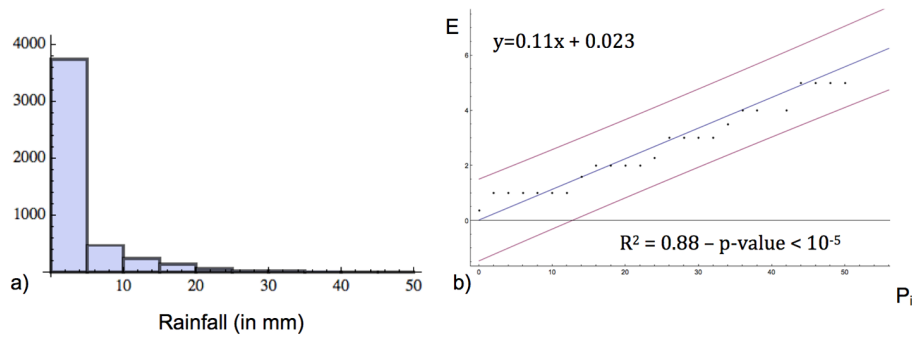 4000
3000
2000
1000
10
20
30
40
50
a)
Rainfall (in mm)
E
y=0.11x + 0.023
6
4
2
0
R² = 0.88 – p-value < 10⁻⁵
0
10
20
30
40
50
b)
Pi